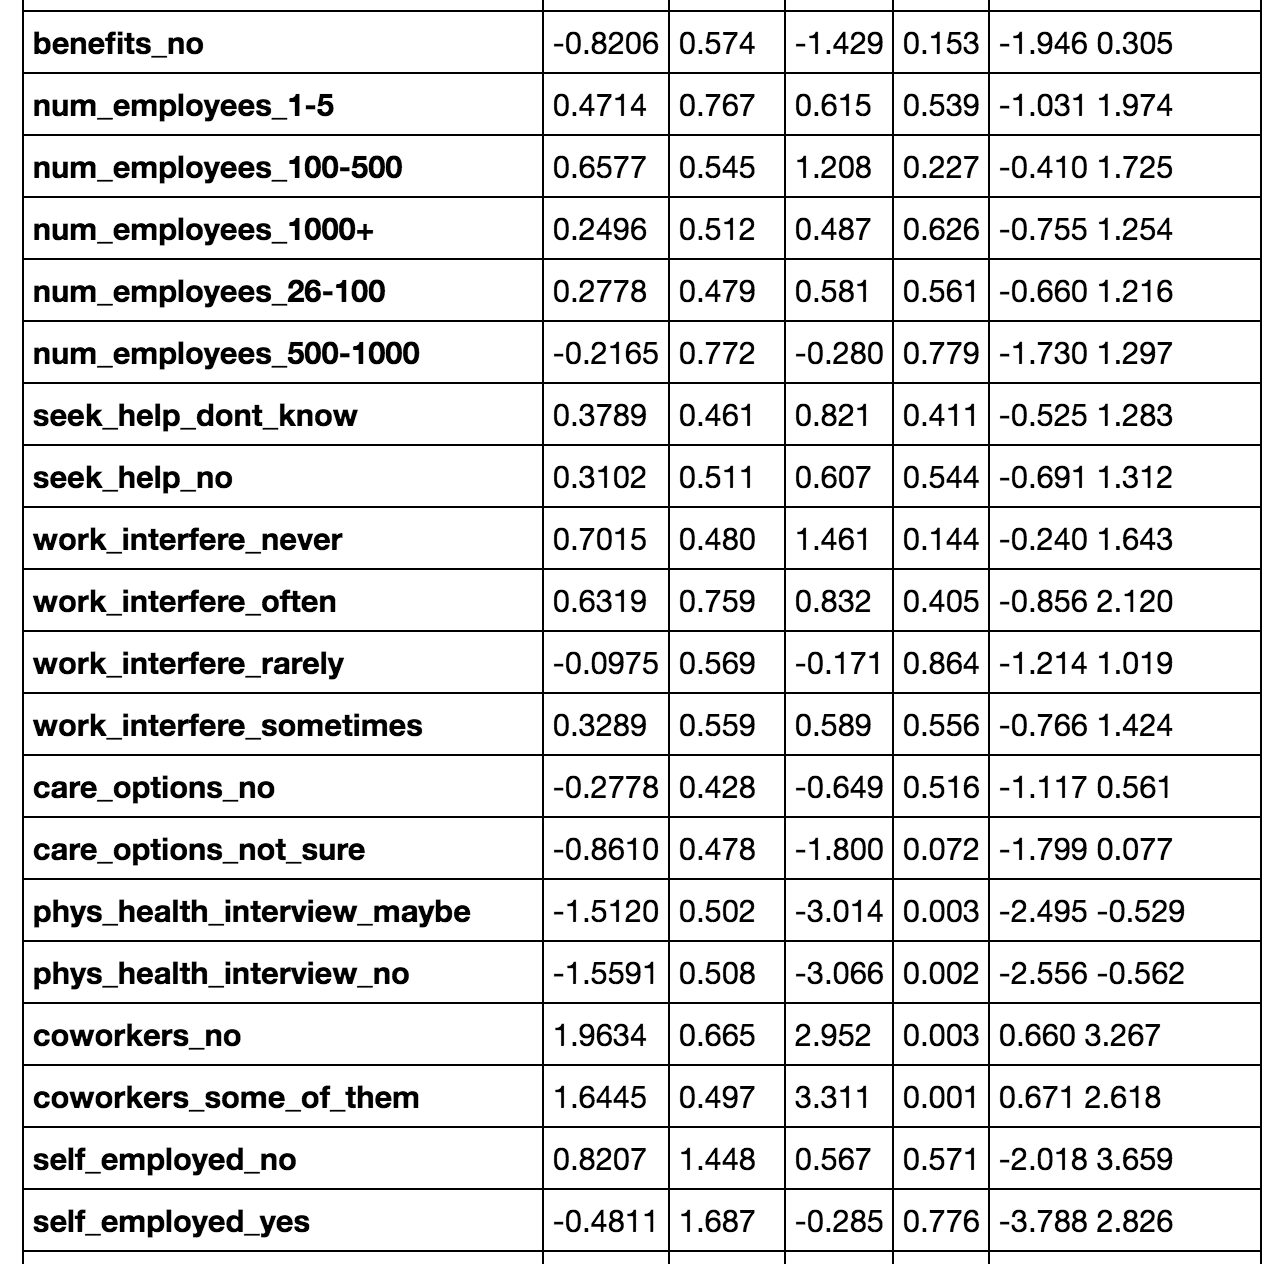 benefits_no -0.8206 0.574 -1.429 0.153 -1.946 0.305
num_employees_1-5 0.4714 0.767 0.615 0.539 -1.031 1.974
num_employees_100-500 0.6577 0.545 1.208 0.227 -0.410 1.725
num_employees_1000+ 0.2496 0.512 0.487 0.626 -0.755 1.254
num_employees_26-100 0.2778 0.479 0.581 0.561 -0.660 1.216
num_employees_500-1000 -0.2165 0.772 -0.280 0.779 -1.730 1.297
seek_help_dont_know 0.3789 0.461 0.821 0.411 -0.525 1.283
seek_help_no 0.3102 0.511 0.607 0.544 -0.691 1.312
work_interfere_never 0.7015 0.480 1.461 0.144 -0.240 1.643
work_interfere_often 0.6319 0.759 0.832 0.405 -0.856 2.120
work_interfere_rarely -0.0975 0.569 -0.171 0.864 -1.214 1.019
work_interfere_sometimes 0.3289 0.559 0.589 0.556 -0.766 1.424
care_options_no -0.2778 0.428 -0.649 0.516 -1.117 0.561
care_options_not_sure -0.8610 0.478 -1.800 0.072 -1.799 0.077
phys_health_interview_maybe -1.5120 0.502 -3.014 0.003 -2.495 -0.529
phys_health_interview_no -1.5591 0.508 -3.066 0.002 -2.556 -0.562
coworkers_no 1.9634 0.665 2.952 0.003 0.660 3.267
coworkers_some_of_them 1.6445 0.497 3.311 0.001 0.671 2.618
self_employed_no 0.8207 1.448 0.567 0.571 -2.018 3.659
self_employed_yes -0.4811 1.687 -0.285 0.776 -3.788 2.826